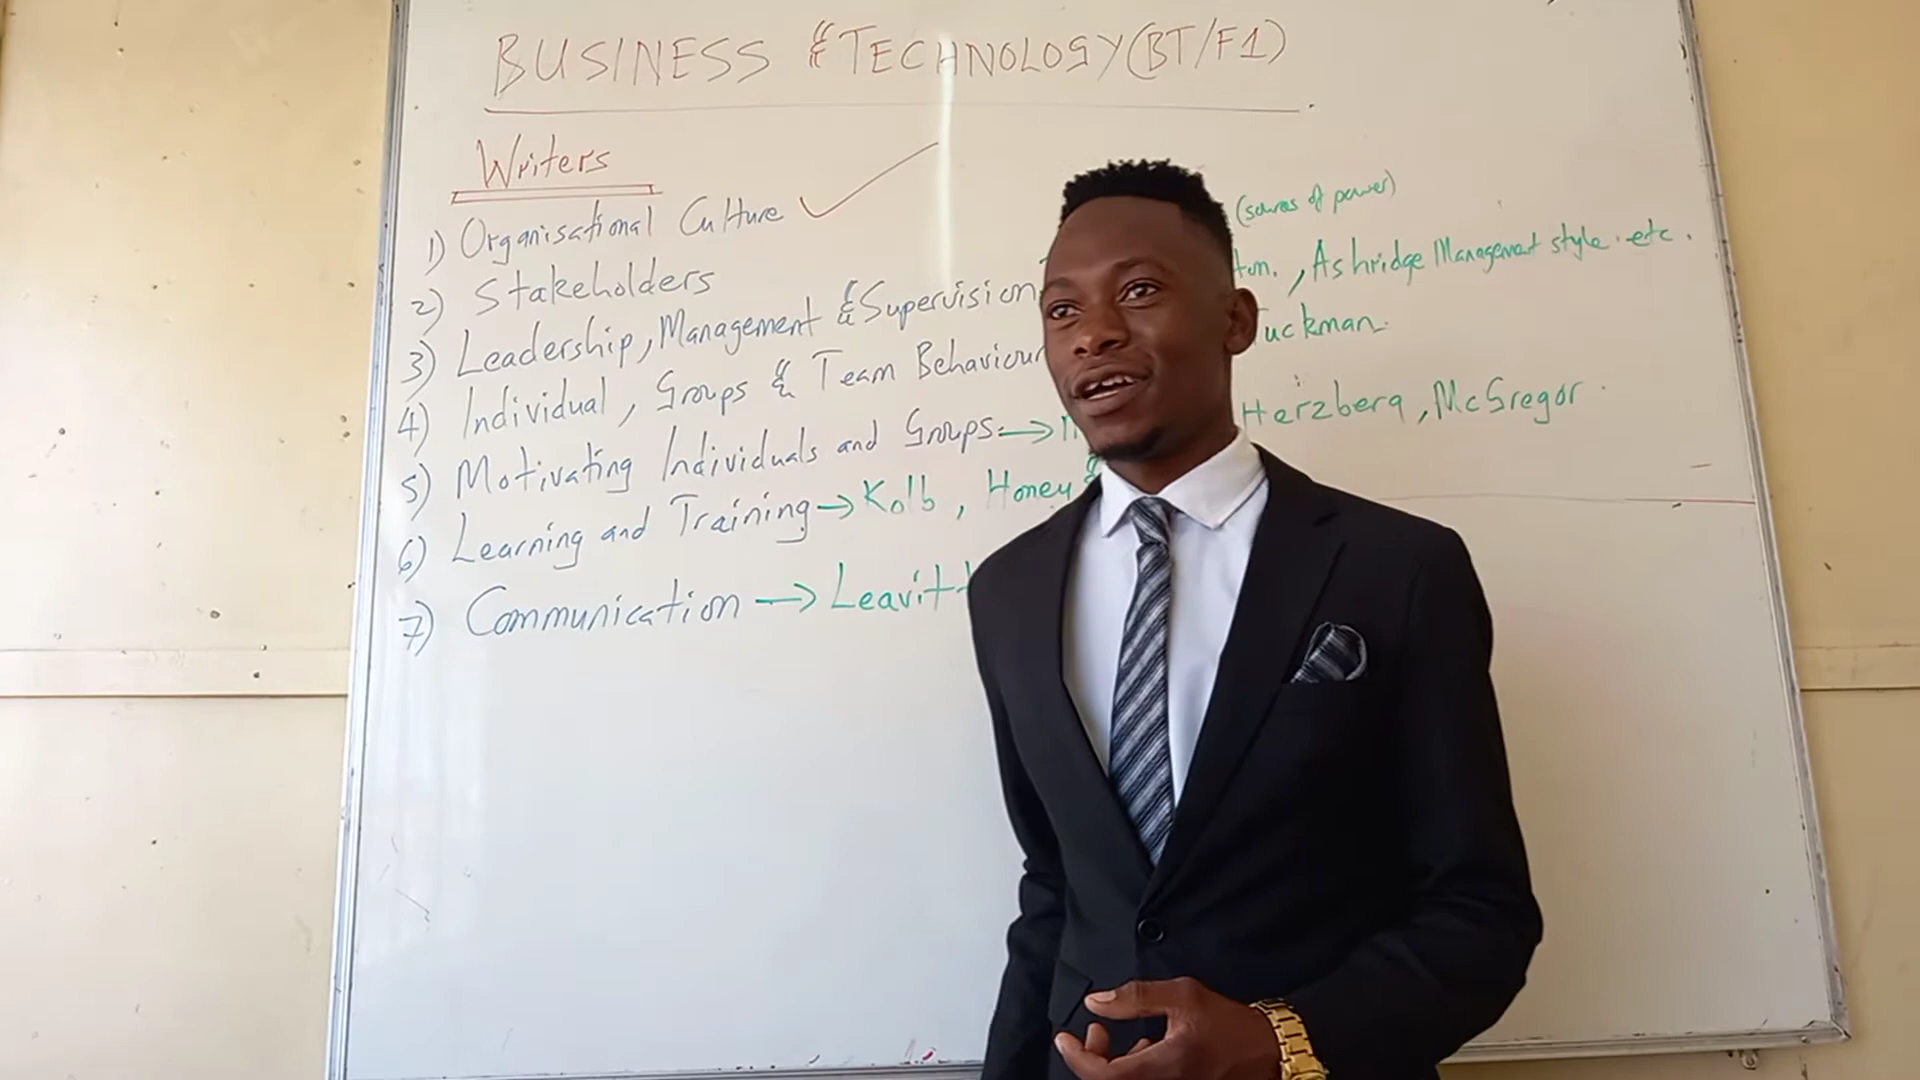 BUSINESS & TECHNOLOGY (BT/F1)
Writers
1) Organisational Culture ✓
(sources of power)
2) Stakeholders
3) Leadership, Management & Supervision , Ashridge Management style. etc.
4) Individual, Groups & Team Behaviour Tuckman.
5) Motivating Individuals and Groups → Herzberg, McGregor.
6) Learning and Training → Kolb, Honey &
7) Communication → Leavitt